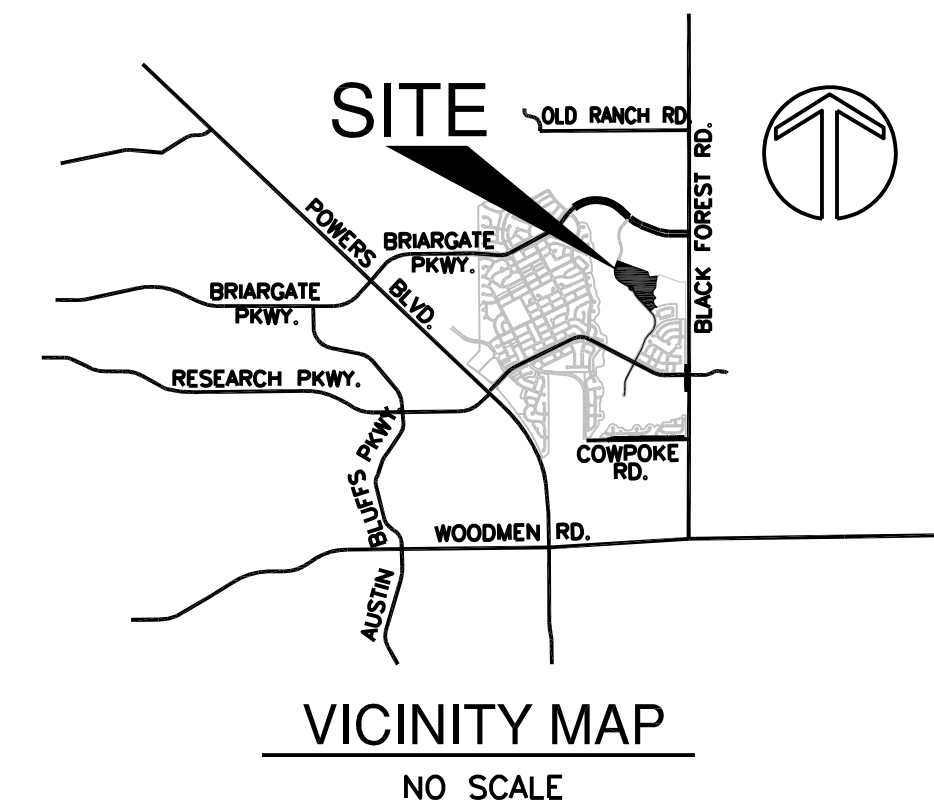 SITE
OLD RANCH RD.
BLACK FOREST RD.
POWERS
BLVD.
BRIARGATE
PKWY.
BRIARGATE
PKWY.
RESEARCH PKWY.
COWPOKE
RD.
AUSTIN BLUFFS PKWY
WOODMEN RD.
VICINITY MAP
NO SCALE